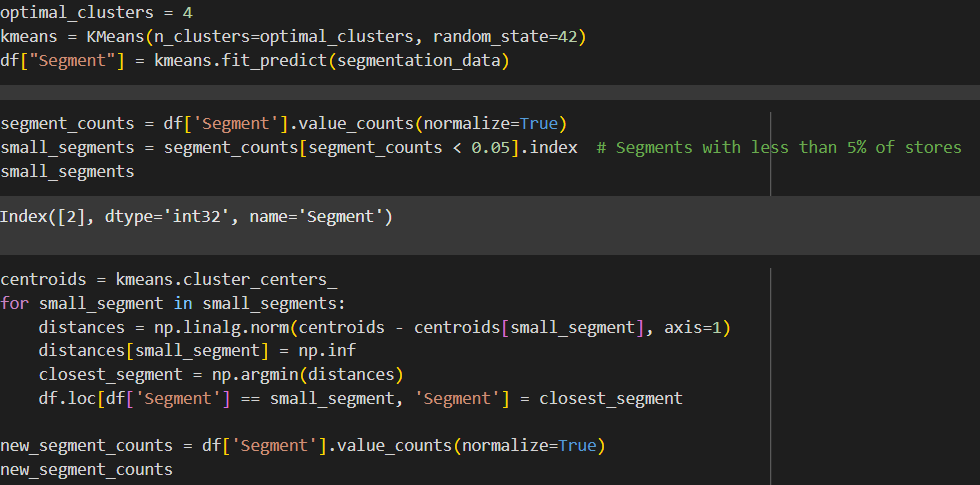 optimal_clusters = 4
kmeans = KMeans(n_clusters=optimal_clusters, random_state=42)
df["Segment"] = kmeans.fit_predict(segmentation_data)
segment_counts = df['Segment'].value_counts(normalize=True)
small_segments = segment_counts[segment_counts < 0.05].index  # Segments with less than 5% of stores
small_segments
Index([2], dtype='int32', name='Segment')
centroids = kmeans.cluster_centers_
for small_segment in small_segments:
    distances = np.linalg.norm(centroids - centroids[small_segment], axis=1)
    distances[small_segment] = np.inf
    closest_segment = np.argmin(distances)
    df.loc[df['Segment'] == small_segment, 'Segment'] = closest_segment
new_segment_counts = df['Segment'].value_counts(normalize=True)
new_segment_counts